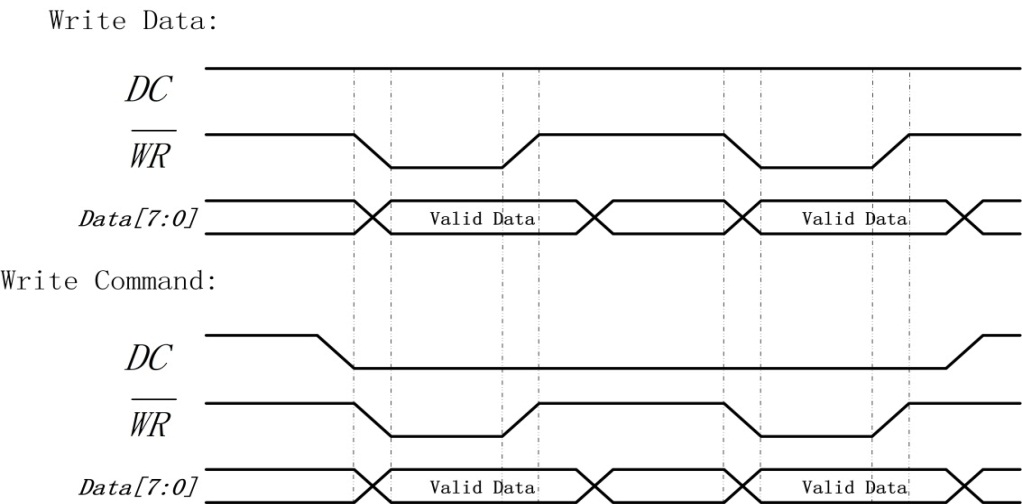 Write Data:
DC
WR
Data[7:0] Valid Data Valid Data
Write Command:
DC
WR
Data[7:0] Valid Data Valid Data